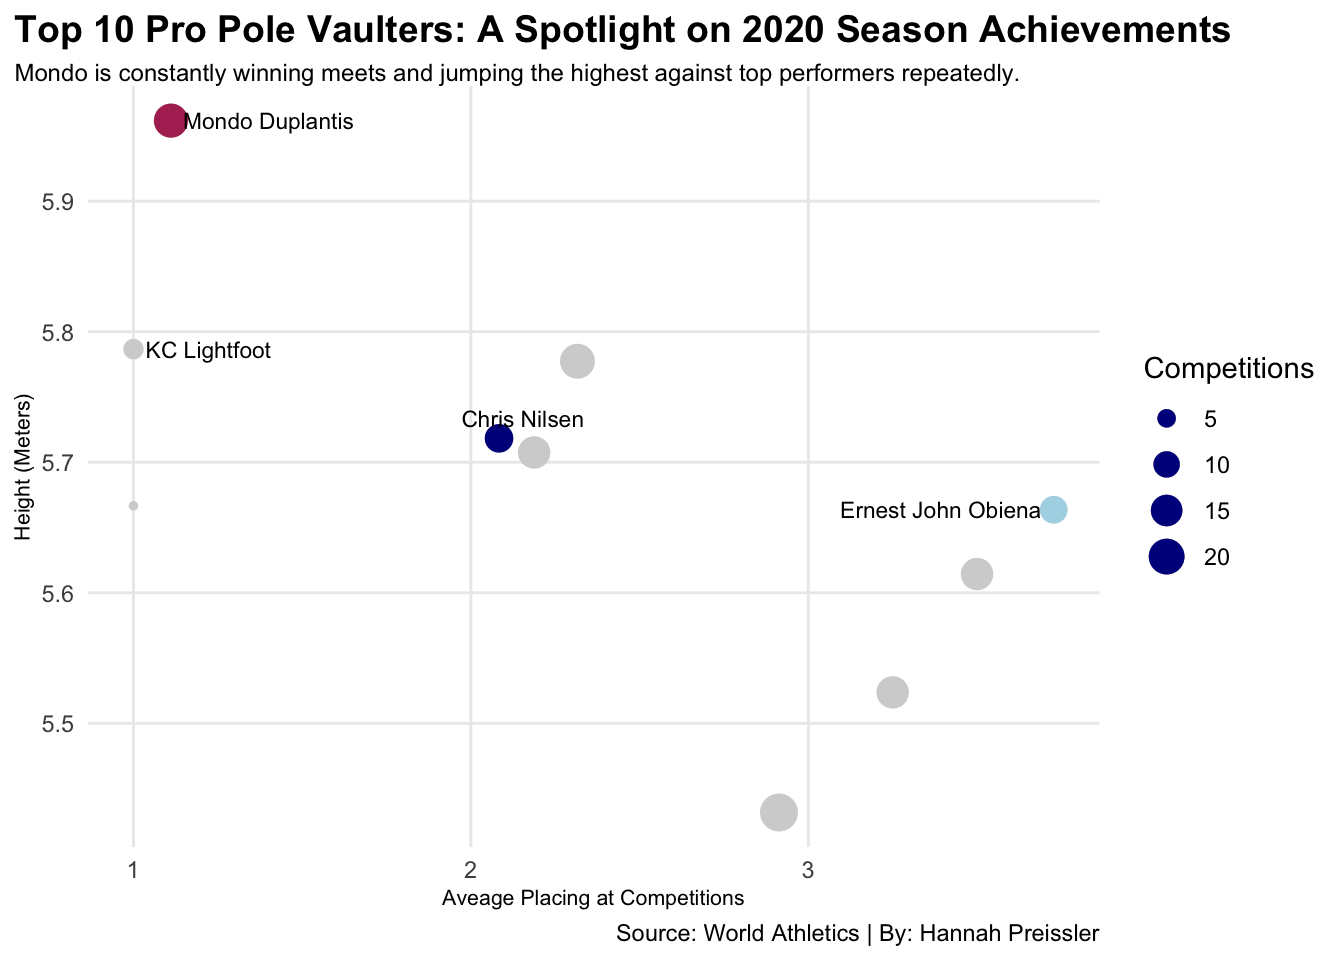 Top 10 Pro Pole Vaulters: A Spotlight on 2020 Season Achievements
Mondo is constantly winning meets and jumping the highest against top performers repeatedly.
Mondo Duplantis
5.9
5.8
KC Lightfoot
Chris Nilsen
5.7
Ernest John Obiena
5.6
5.5
Height (Meters)
1
2
3
Aveage Placing at Competitions
Competitions
5
10
15
20
Source: World Athletics | By: Hannah Preissler